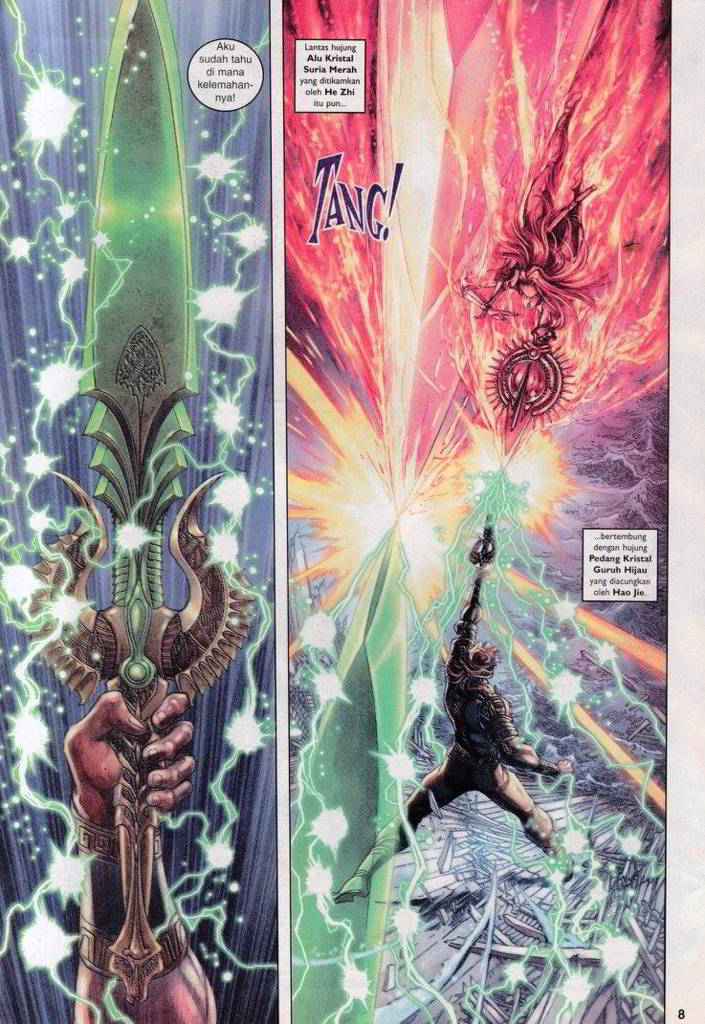 Aku
sudah tahu
di mana
kelemahan-
nya!
Lantas hujung
Alu Kristal
Suria Merah
yang ditikamkan
oleh He Zhi
itu pun...
TANG!
...bertembung
dengan hujung
Pedang Kristal
Guruh Hijau
yang diacungkan
oleh Hao Jie.
8